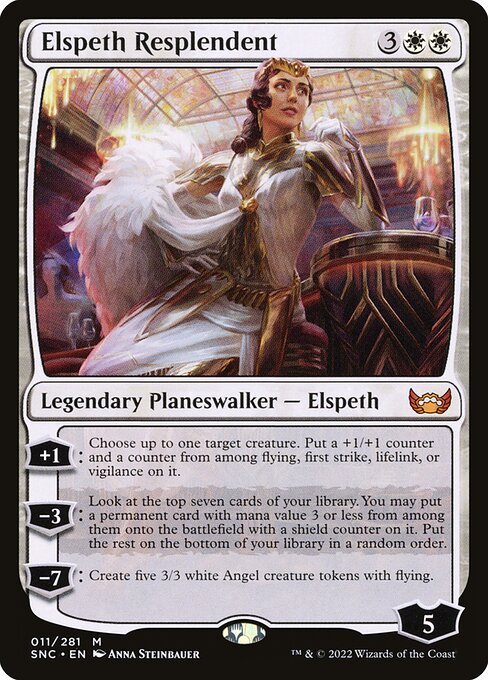 Elspeth Resplendent 3
Legendary Planeswalker — Elspeth
+1: Choose up to one target creature. Put a +1/+1 counter
and a counter from among flying, first strike, lifelink, or
vigilance on it.
-3: Look at the top seven cards of your library. You may put
a permanent card with mana value 3 or less from among
them onto the battlefield with a shield counter on it. Put
the rest on the bottom of your library in a random order.
-7: Create five 3/3 white Angel creature tokens with flying.
5
011/281 M
SNC • EN Anna Steinbauer
™ & © 2022 Wizards of the Coast